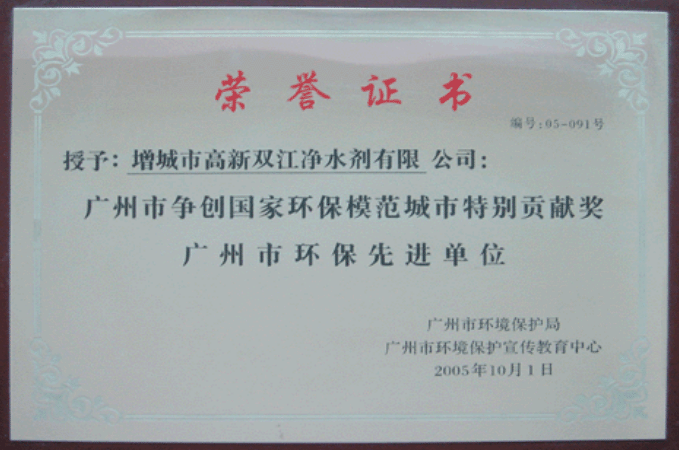 荣誉证书
编号:05-091号
授予:增城市高新双江净水剂有限 公司:
广州市争创国家环保模范城市特别贡献奖
广州市环保先进单位
广州市环境保护局
广州市环境保护宣传教育中心
2005年10月1日